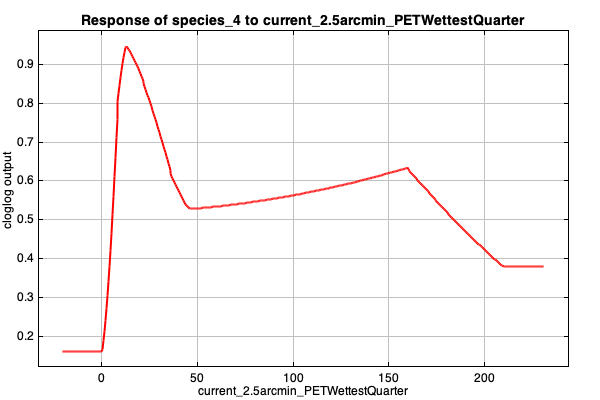 Response of species_4 to current_2.5arcmin_PETWettestQuarter
0.9
0.8
0.7
0.6
0.5
0.4
0.3
0.2
cloglog output
0 50 100 150 200
current_2.5arcmin_PETWettestQuarter